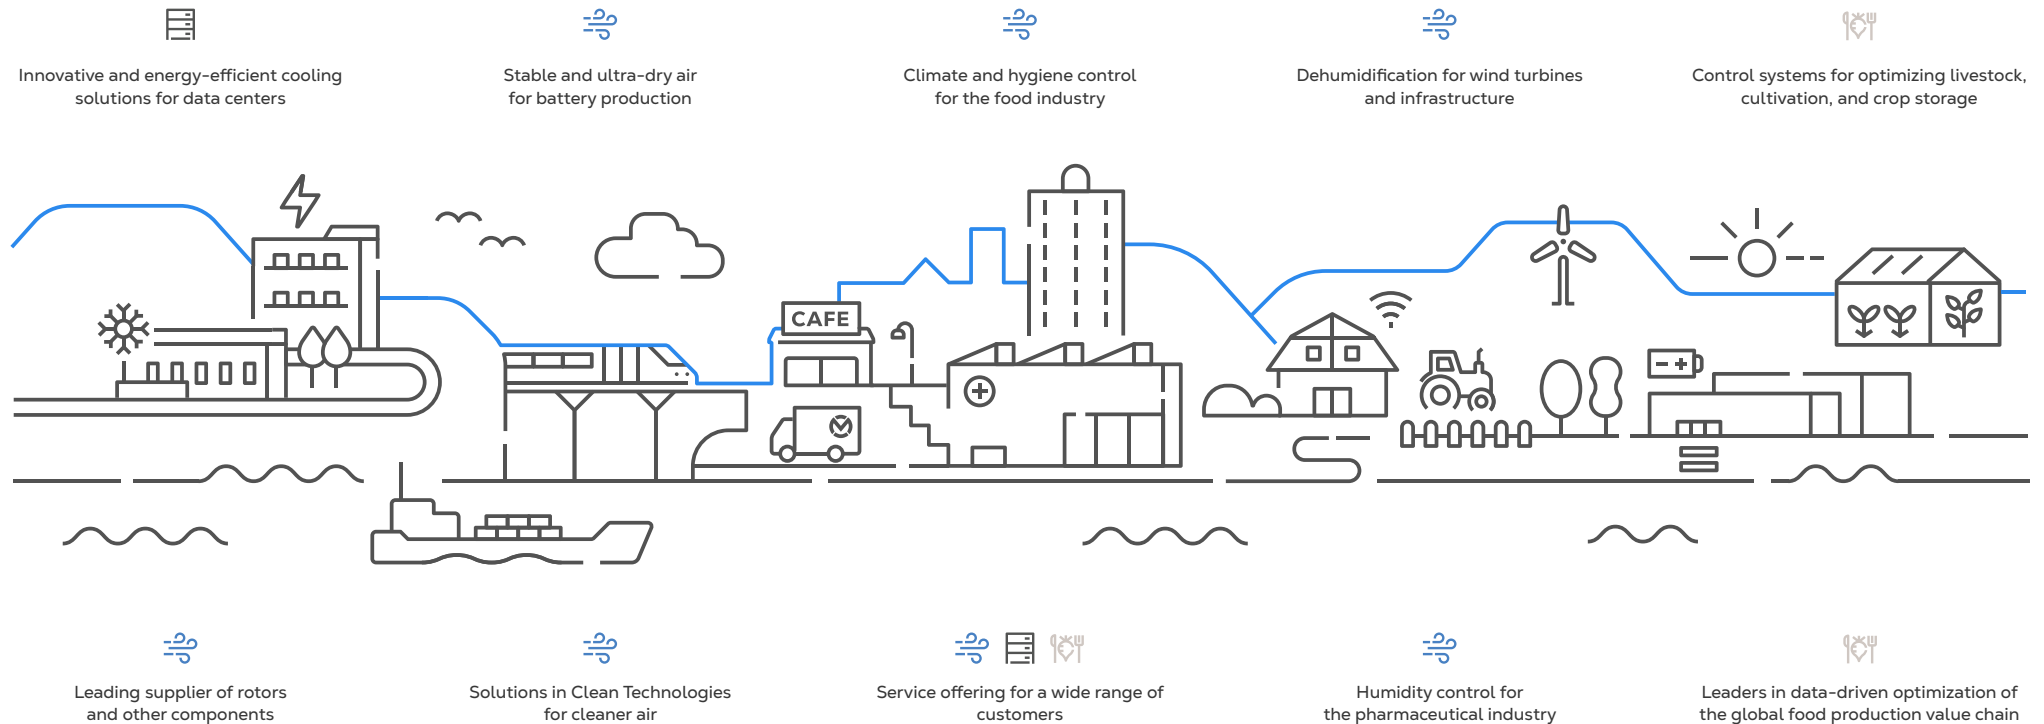 Innovative and energy-efficient cooling
solutions for data centers
Stable and ultra-dry air
for battery production
Climate and hygiene control
for the food industry
Dehumidification for wind turbines
and infrastructure
Control systems for optimizing livestock,
cultivation, and crop storage
CAFE
Leading supplier of rotors
and other components
Solutions in Clean Technologies
for cleaner air
Service offering for a wide range of
customers
Humidity control for
the pharmaceutical industry
Leaders in data-driven optimization of
the global food production value chain